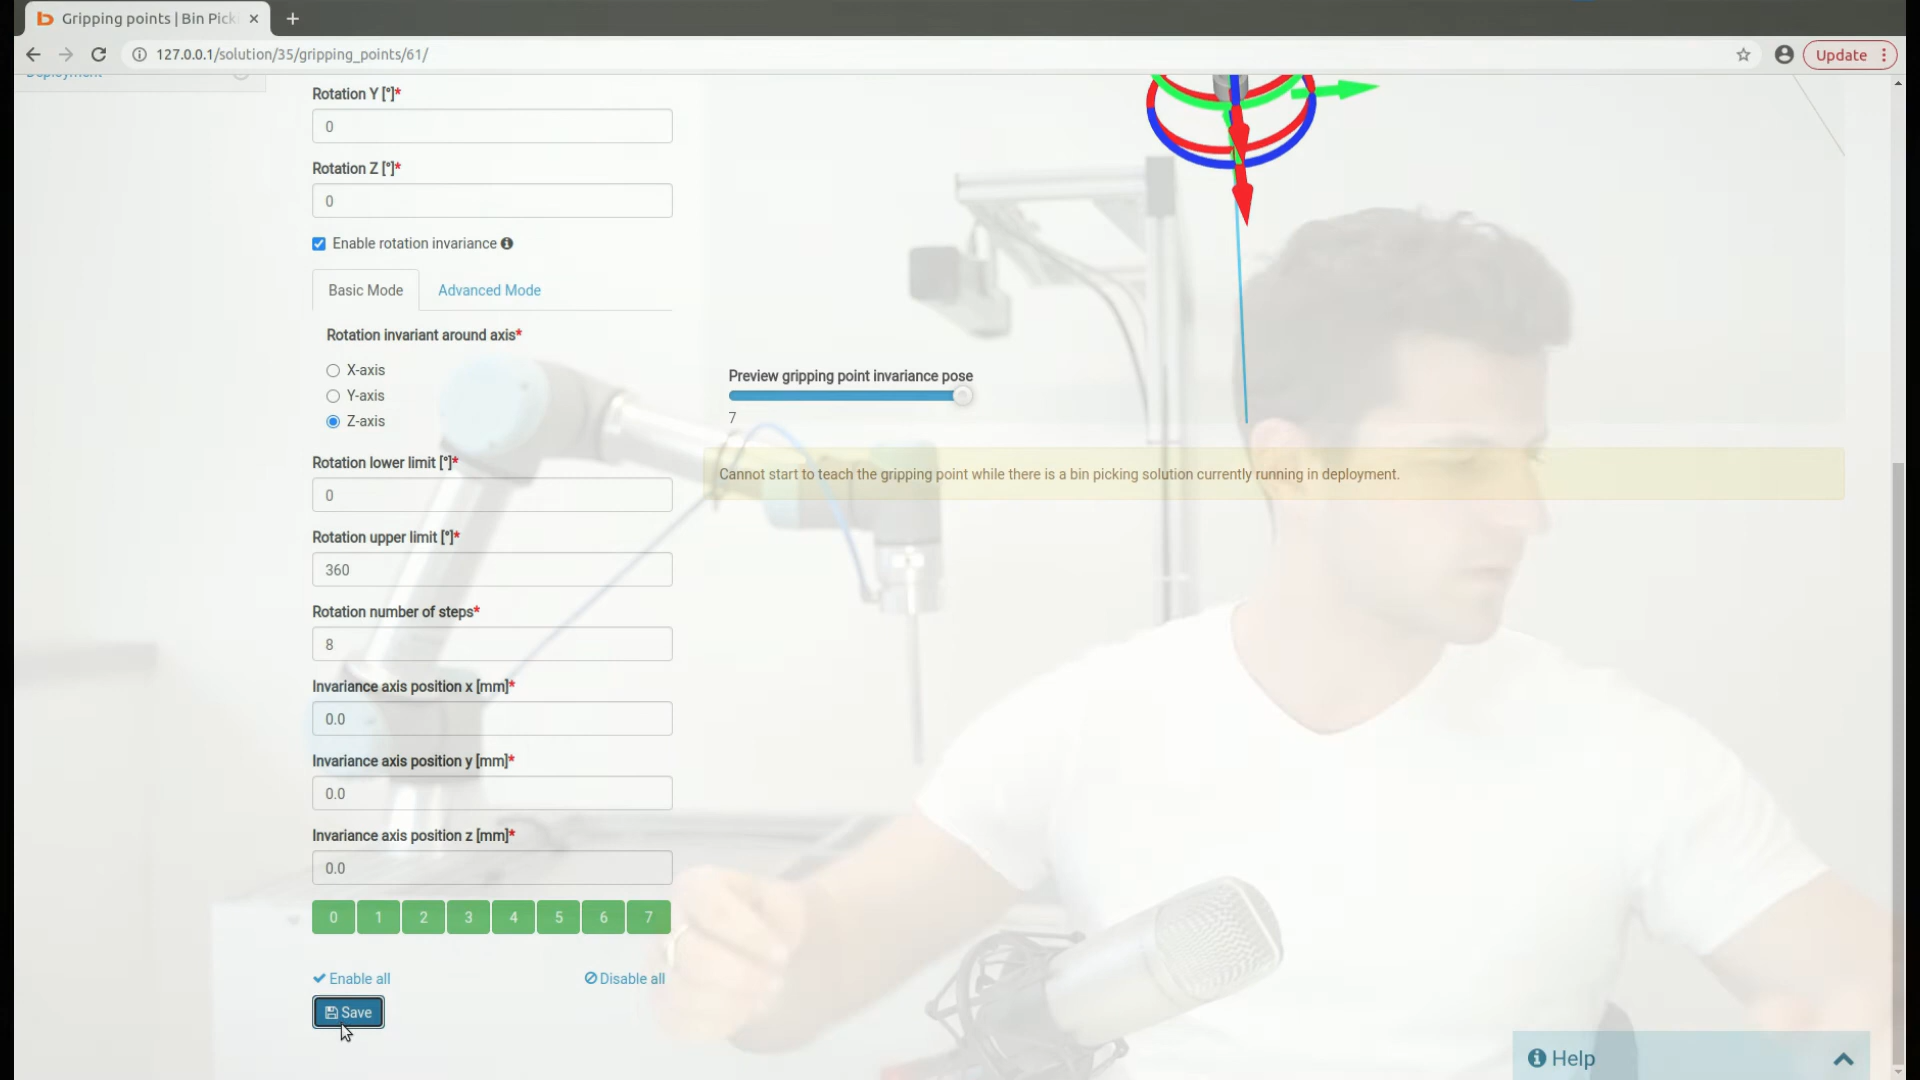 Gripping points | Bin Pick
127.0.0.1/solution/35/gripping_points/61/
Update
Deployment
Rotation Y [°]*
0
Rotation Z [°]*
0
Enable rotation invariance
Basic Mode
Advanced Mode
Rotation invariant around axis*
X-axis
Y-axis
Z-axis
Rotation lower limit [°]*
0
Rotation upper limit [°]*
360
Rotation number of steps*
8
Invariance axis position x [mm]*
0.0
Invariance axis position y [mm]*
0.0
Invariance axis position z [mm]*
0.0
0 1 2 3 4 5 6 7
Enable all
Disable all
Save
Preview gripping point invariance pose
7
Cannot start to teach the gripping point while there is a bin picking solution currently running in deployment.
Help